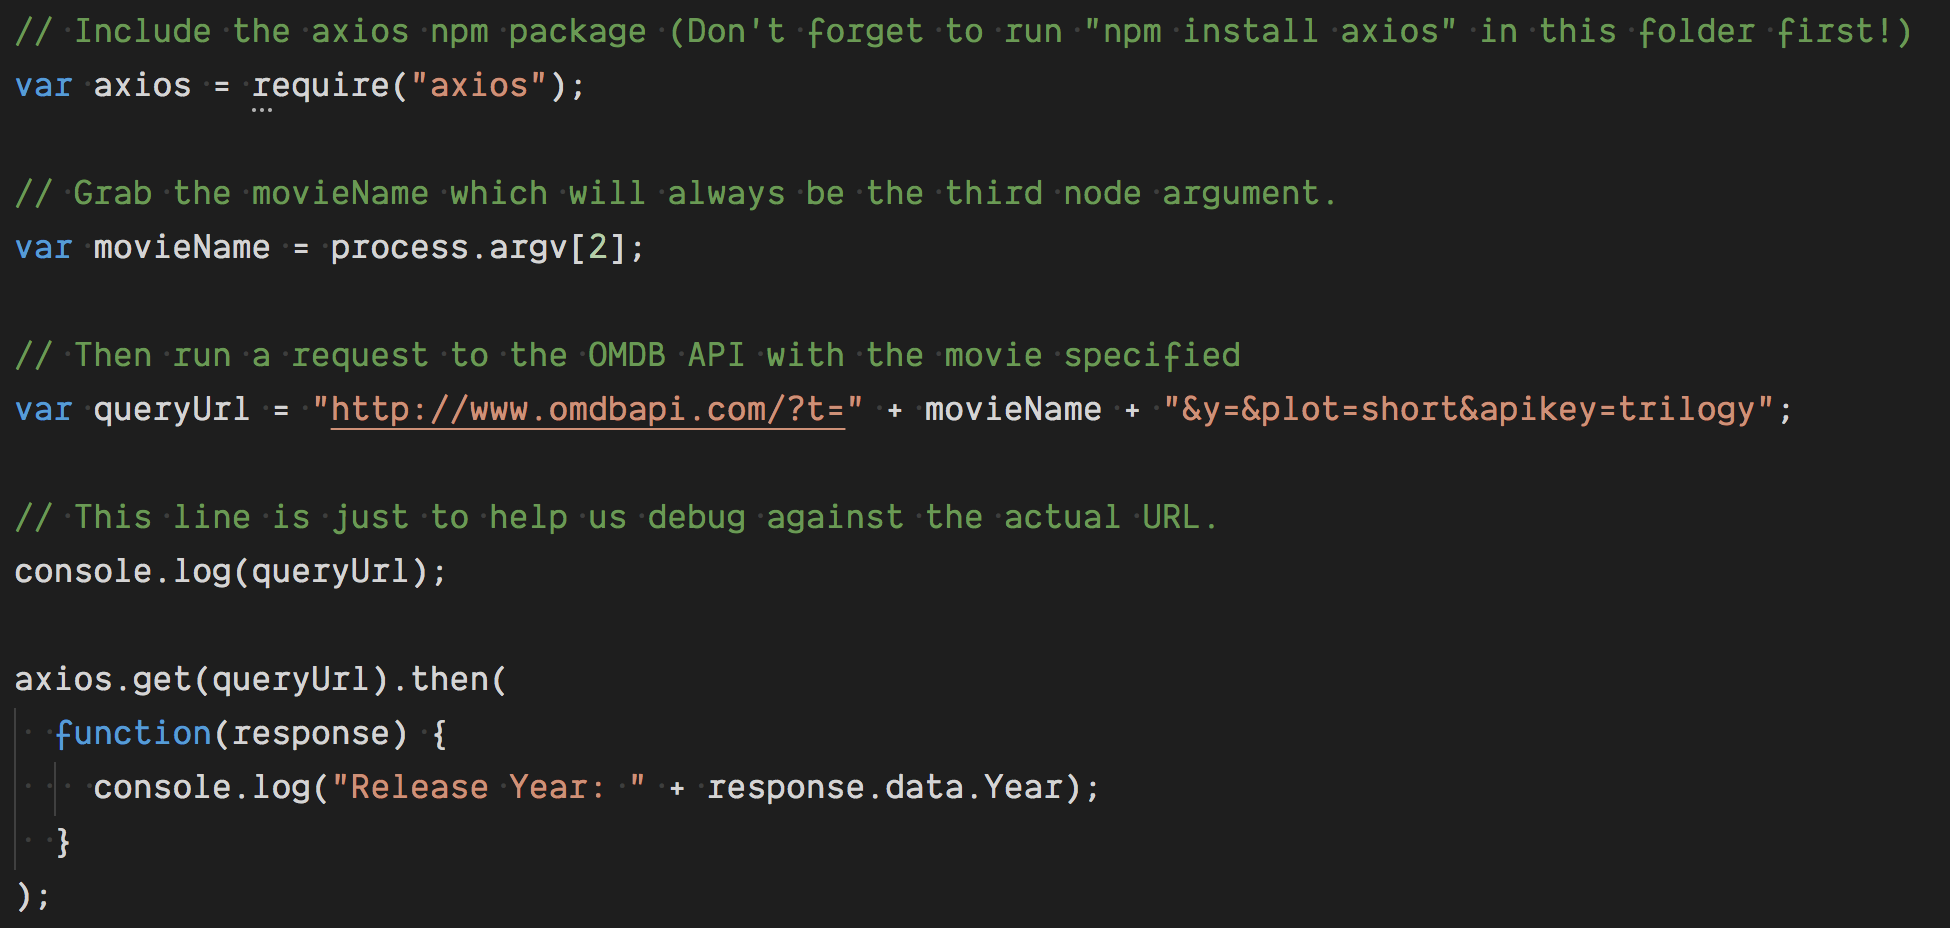 // Include the axios npm package (Don't forget to run "npm install axios" in this folder first!)
var axios = require("axios");
// Grab the movieName which will always be the third node argument.
var movieName = process.argv[2];
// Then run a request to the OMDB API with the movie specified
var queryUrl = "http://www.omdbapi.com/?t=" + movieName + "&y=&plot=short&apikey=trilogy";
// This line is just to help us debug against the actual URL.
console.log(queryUrl);
axios.get(queryUrl).then(
  function(response) {
    console.log("Release Year: " + response.data.Year);
  }
);